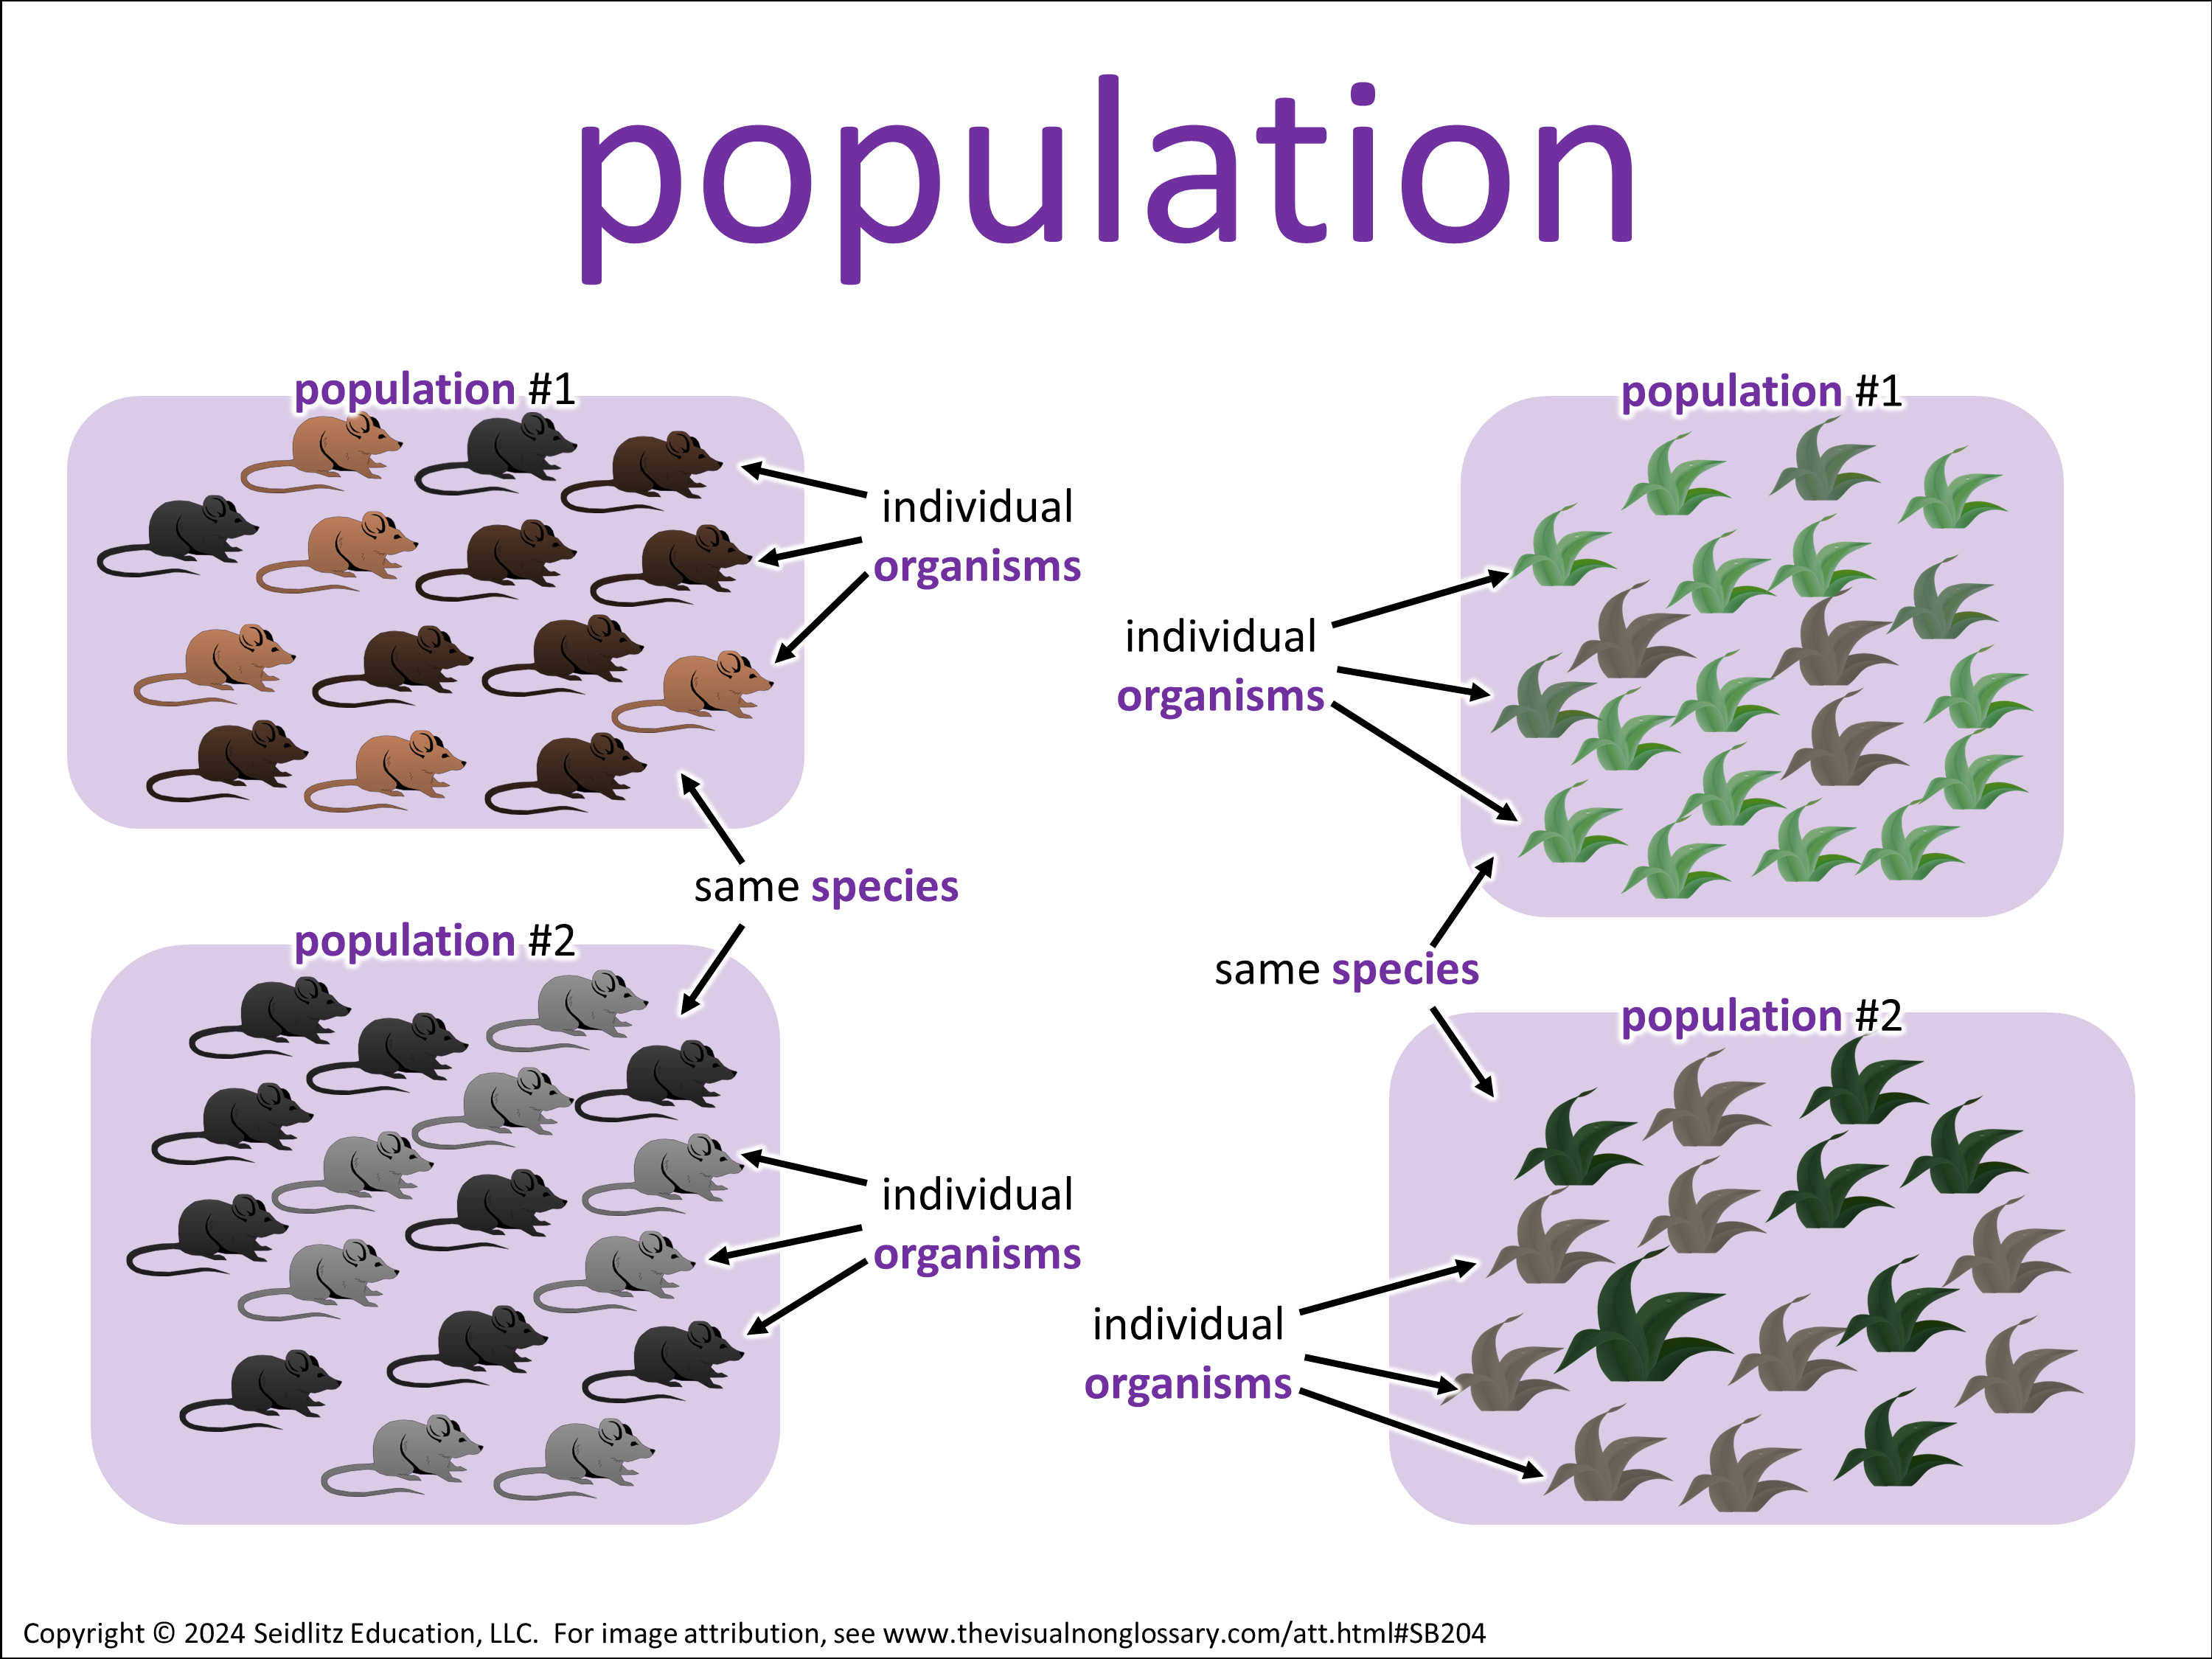 population
population #1
individual
organisms
same species
population #2
individual
organisms
population #1
individual
organisms
same species
population #2
individual
organisms
Copyright © 2024 Seidlitz Education, LLC.  For image attribution, see www.thevisualnonglossary.com/att.html#SB204